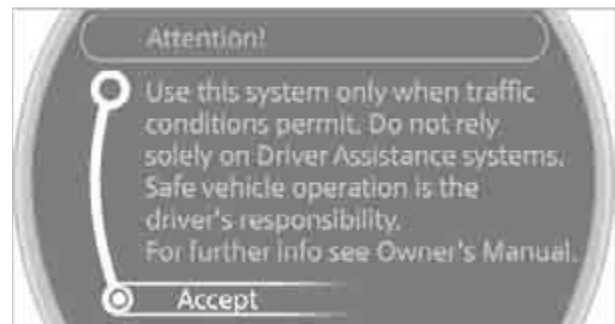 Attention!
Use this system only when traffic
conditions permit. Do not rely
solely on Driver Assistance systems.
Safe vehicle operation is the
driver's responsibility.
For further info see Owner's Manual.
Accept